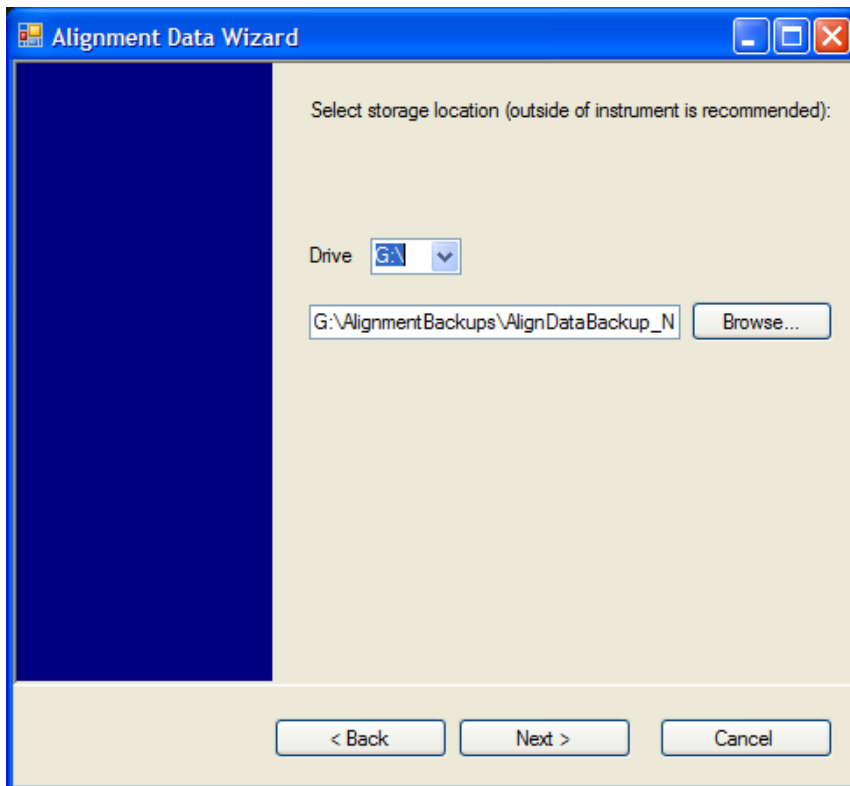 Alignment Data Wizard
Select storage location (outside of instrument is recommended):
Drive G:\
G:\AlignmentBackups\AlignDataBackup_N Browse...
< Back Next > Cancel